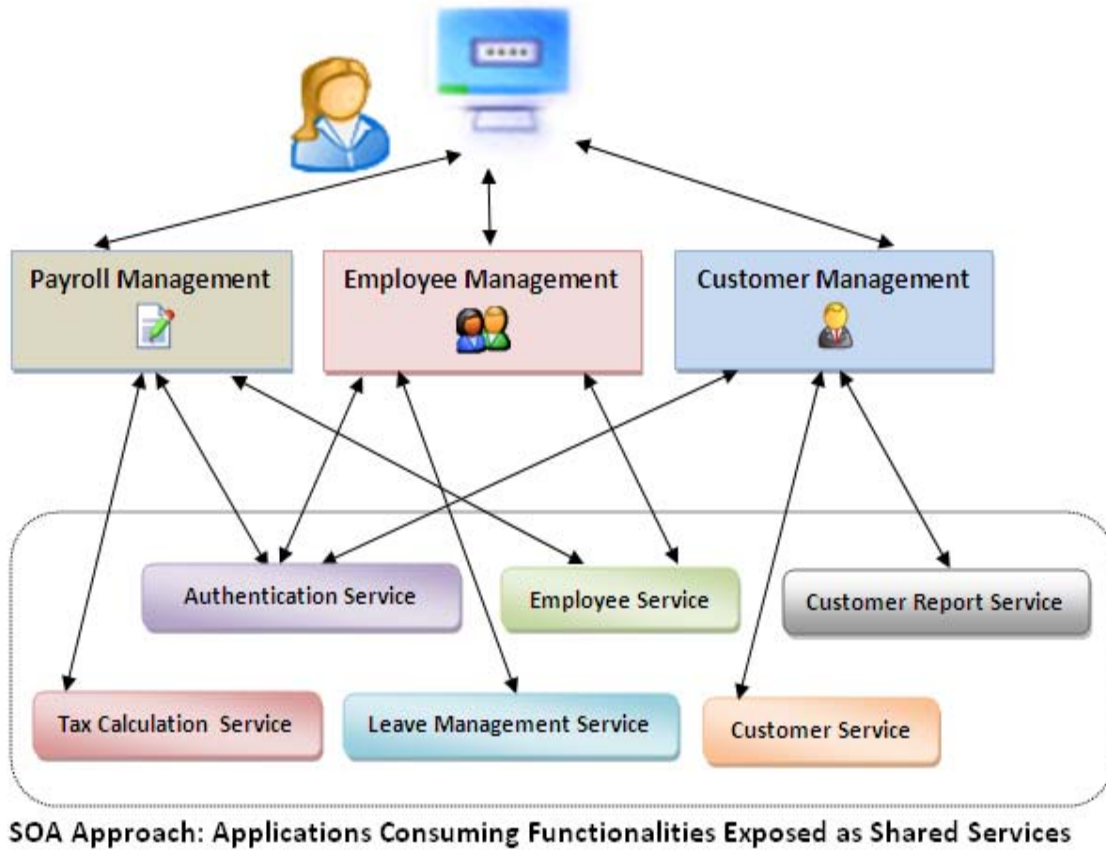 Payroll Management
Employee Management
Customer Management
Authentication Service
Employee Service
Customer Report Service
Tax Calculation Service
Leave Management Service
Customer Service
SOA Approach: Applications Consuming Functionalities Exposed as Shared Services